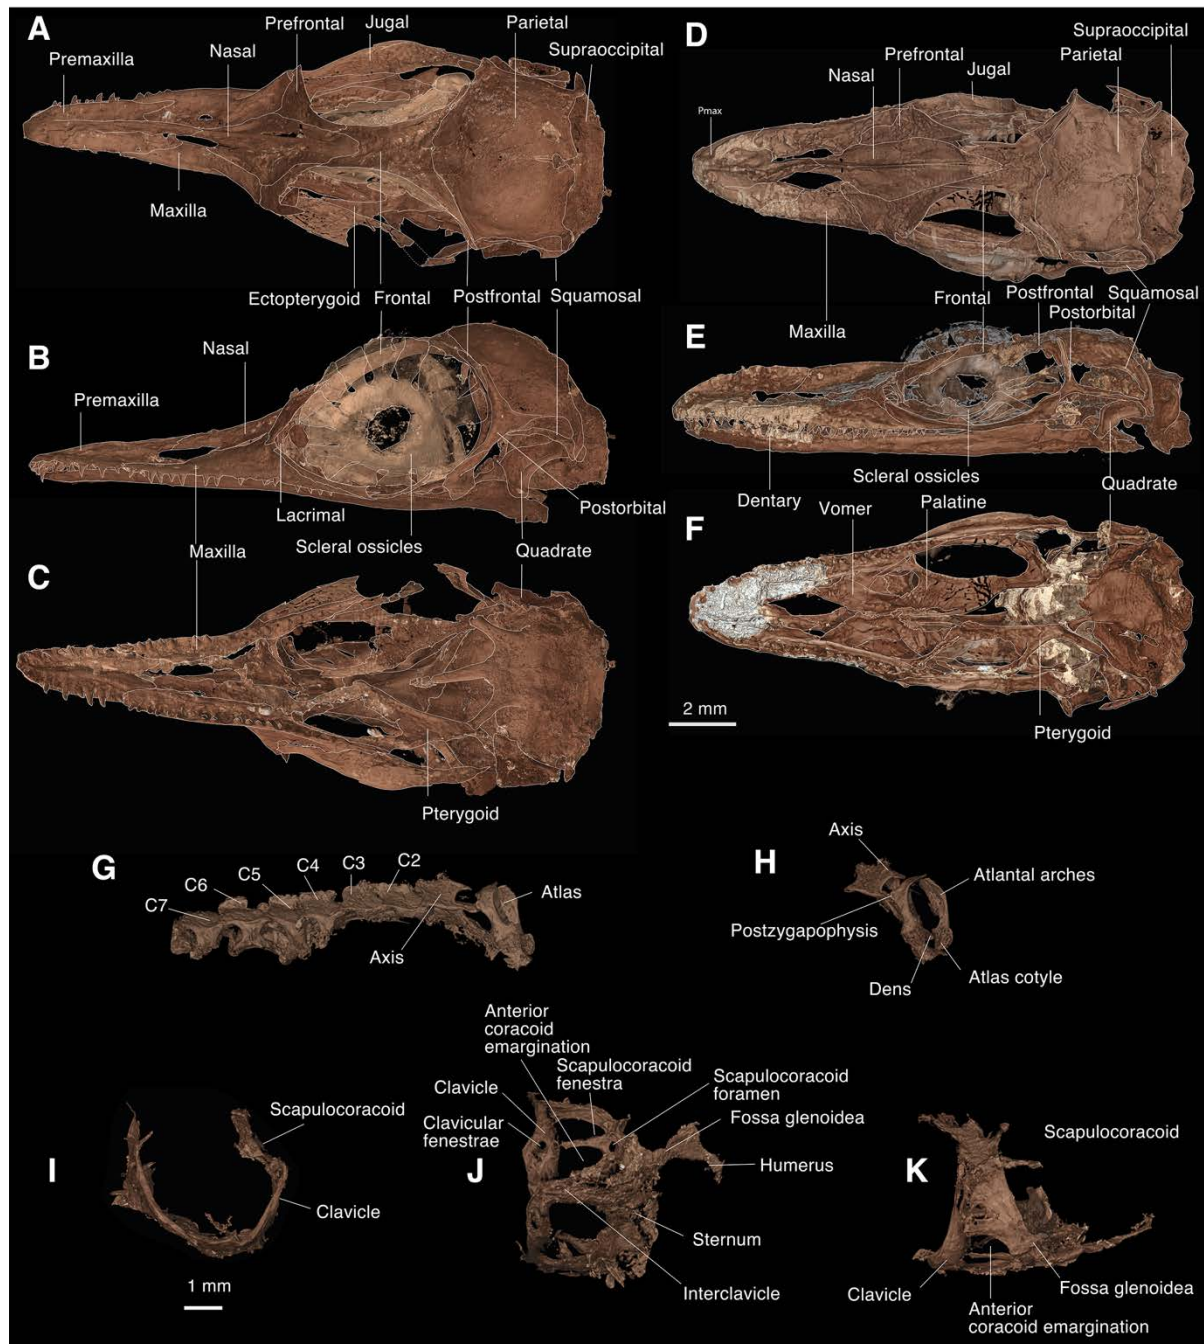 A
Prefrontal
Jugal
Parietal
Premaxilla
Nasal
Supraoccipital
Maxilla
Ectopterygoid
Frontal
Postfrontal
Squamosal
B
Nasal
Premaxilla
Lacrimal
Scleral ossicles
Postorbital
Maxilla
Quadrate
C
Pterygoid
D
Supraoccipital
Prefrontal
Parietal
Nasal
Jugal
Pmax
Maxilla
Frontal
Postfrontal
Squamosal
Postorbital
E
Scleral ossicles
Dentary
Quadrate
Vomer
Palatine
F
2 mm
Pterygoid
G
C7
C6
C5
C4
C3
C2
Atlas
Axis
H
Axis
Atlantal arches
Postzygapophysis
Dens
Atlas cotyle
I
Scapulocoracoid
Clavicle
1 mm
J
Anterior
coracoid
emargination
Scapulocoracoid
fenestra
Clavicle
Scapulocoracoid
foramen
Clavicular
fenestrae
Fossa glenoidea
Humerus
Sternum
Interclavicle
K
Scapulocoracoid
Clavicle
Fossa glenoidea
Anterior
coracoid emargination